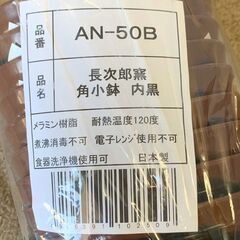 品番 AN-50B
品名 長次郎窯
角小鉢 内黒
メラミン樹脂 耐熱温度120度
煮沸消毒不可 電子レンジ使用不可
食器洗浄機使用可 日本製